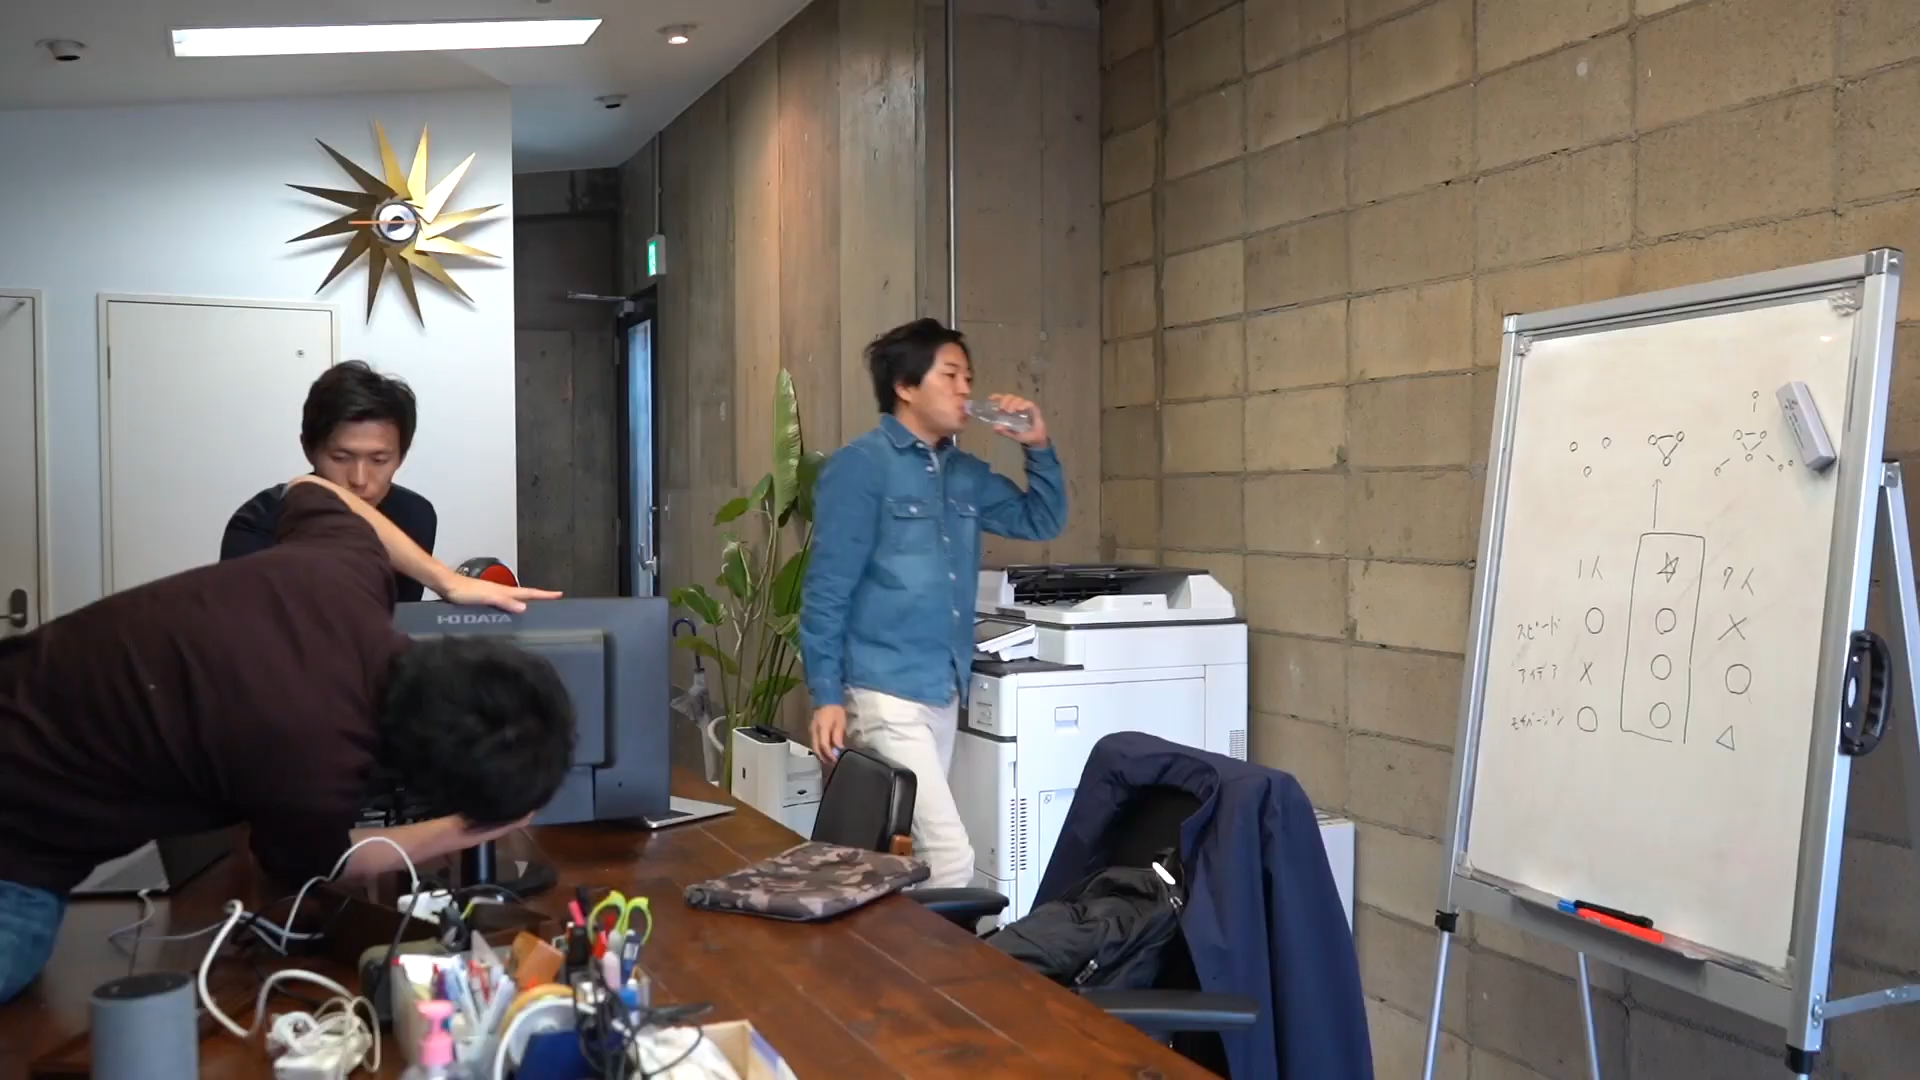 I-O DATA
1人 ☆ 7人
スピード ○ ○ ×
アイデア × ○ ○
モチベーション ○ ○ △